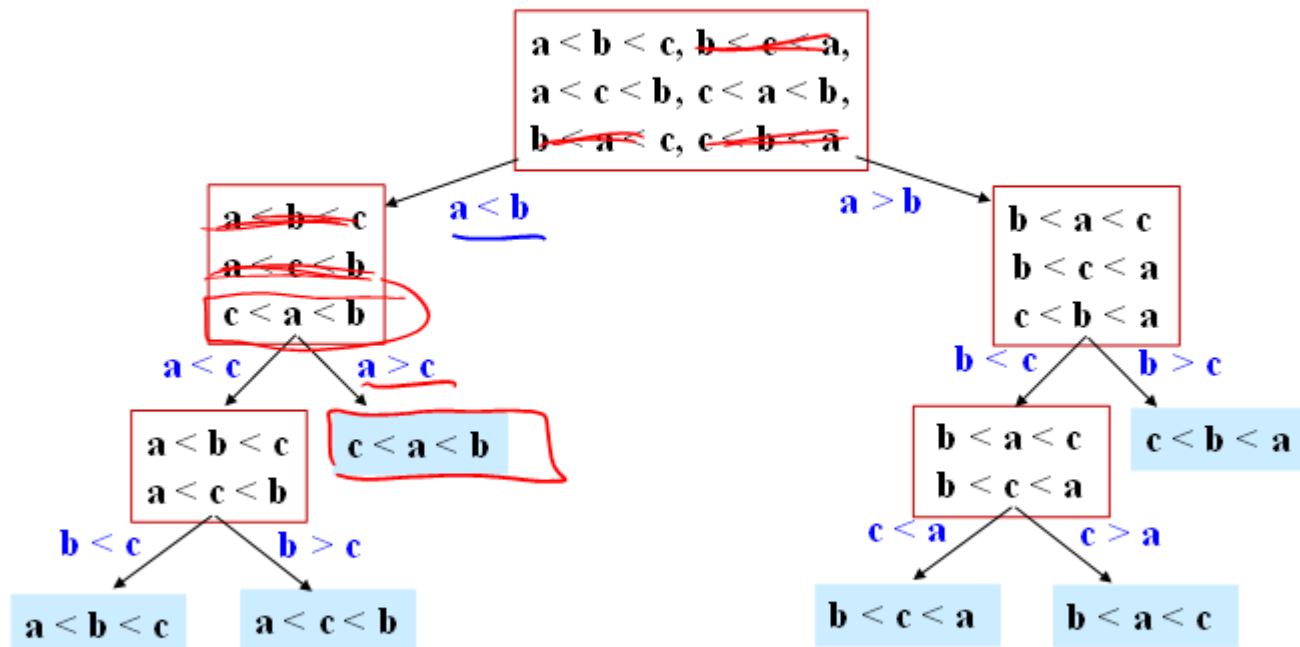 a < b < c, b < c < a,
a < c < b, c < a < b,
b < a < c, c < b < a
a < b
a > b
a < b < c
a < c < b
c < a < b
b < a < c
b < c < a
c < b < a
a < c
a > c
b < c
b > c
a < b < c
a < c < b
c < a < b
b < a < c
b < c < a
c < b < a
b < c
b > c
c < a
c > a
a < b < c
a < c < b
b < c < a
b < a < c